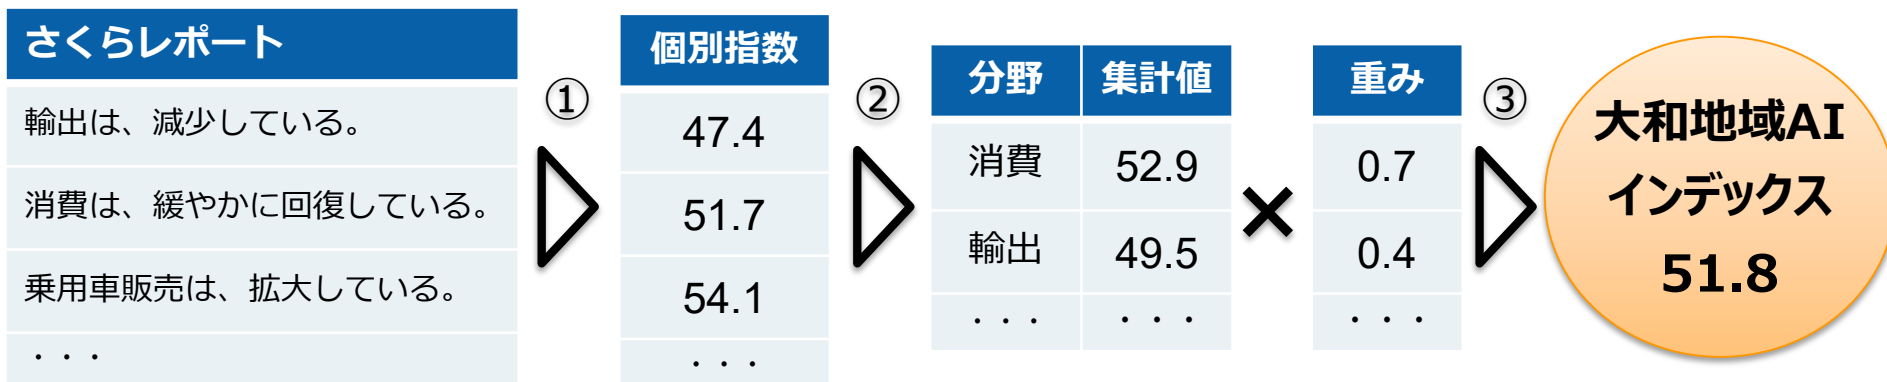 さくらレポート
輸出は、減少している。
消費は、緩やかに回復している。
乗用車販売は、拡大している。
・・・
①
個別指数
47.4
51.7
54.1
・・・
②
分野 集計値
消費 52.9
輸出 49.5
・・・ ・・・
×
重み
0.7
0.4
・・・
③
大和地域AI
インデックス
51.8